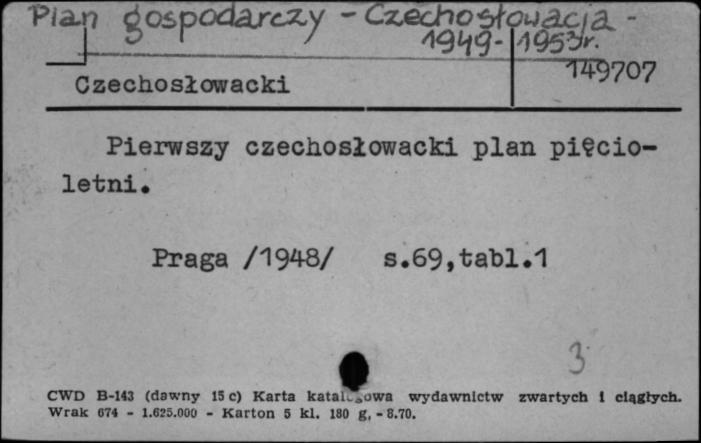 Plan gospodarczy - Czechosłowacja -
1949-1953r.
149707
Czechosłowacki
Pierwszy czechosłowacki plan pięcio-
letni.
Praga /1948/ s.69,tabl.1
3
CWD B-143 (dawny 15 c) Karta katalogowa wydawnictw zwartych i ciągłych.
Wrak 674 - 1.625.000 - Karton 5 kl. 180 g. - 8.70.